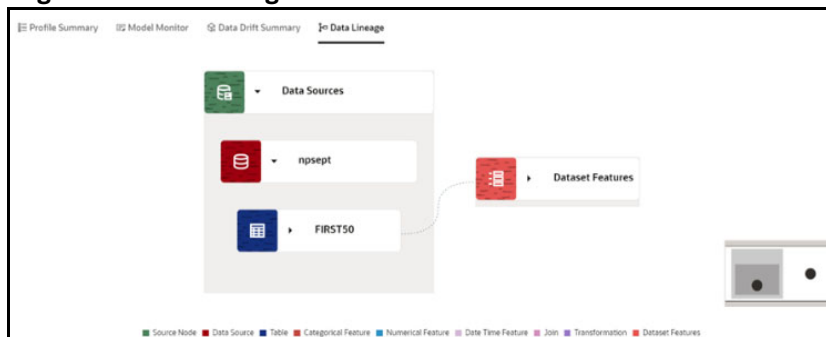 Profile Summary Model Monitor Data Drift Summary Data Lineage
Data Sources
npsept
Dataset Features
FIRST50
Source Node Data Source Table Categorical Feature Numerical Feature Date Time Feature Join Transformation Dataset Features